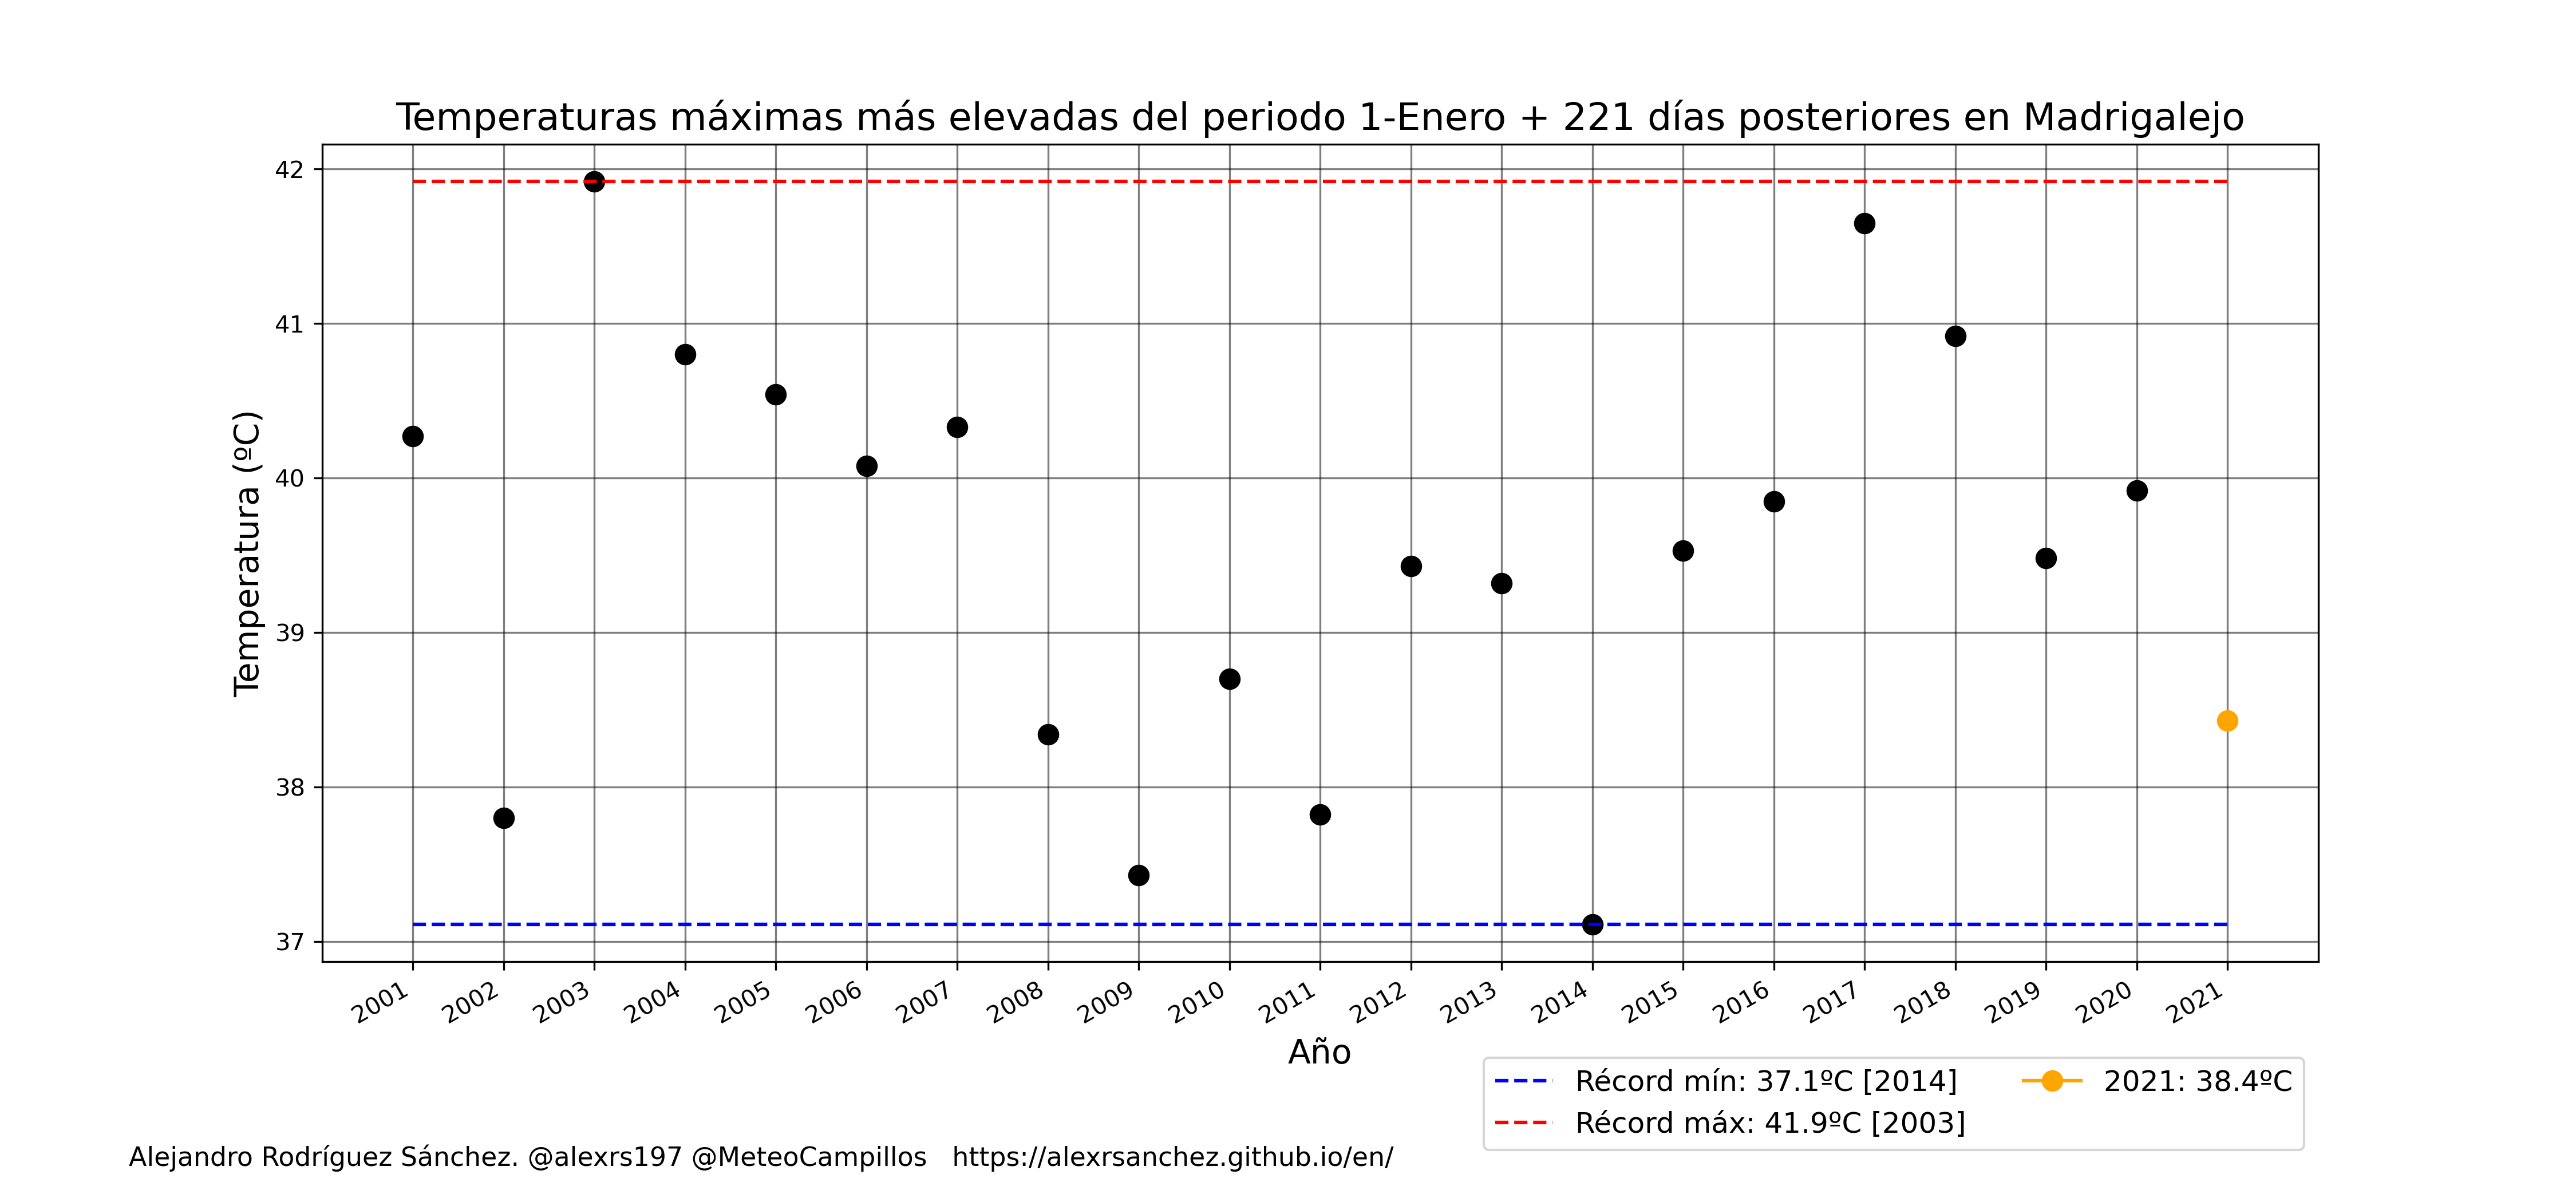 Temperaturas máximas más elevadas del periodo 1-Enero + 221 días posteriores en Madrigalejo
Temperatura (ºC)
42
41
40
39
38
37
2001 2002 2003 2004 2005 2006 2007 2008 2009 2010 2011 2012 2013 2014 2015 2016 2017 2018 2019 2020 2021
Año
Récord mín: 37.1ºC [2014]
Récord máx: 41.9ºC [2003]
2021: 38.4ºC
Alejandro Rodríguez Sánchez. @alexrs197 @MeteoCampillos https://alexrsanchez.github.io/en/